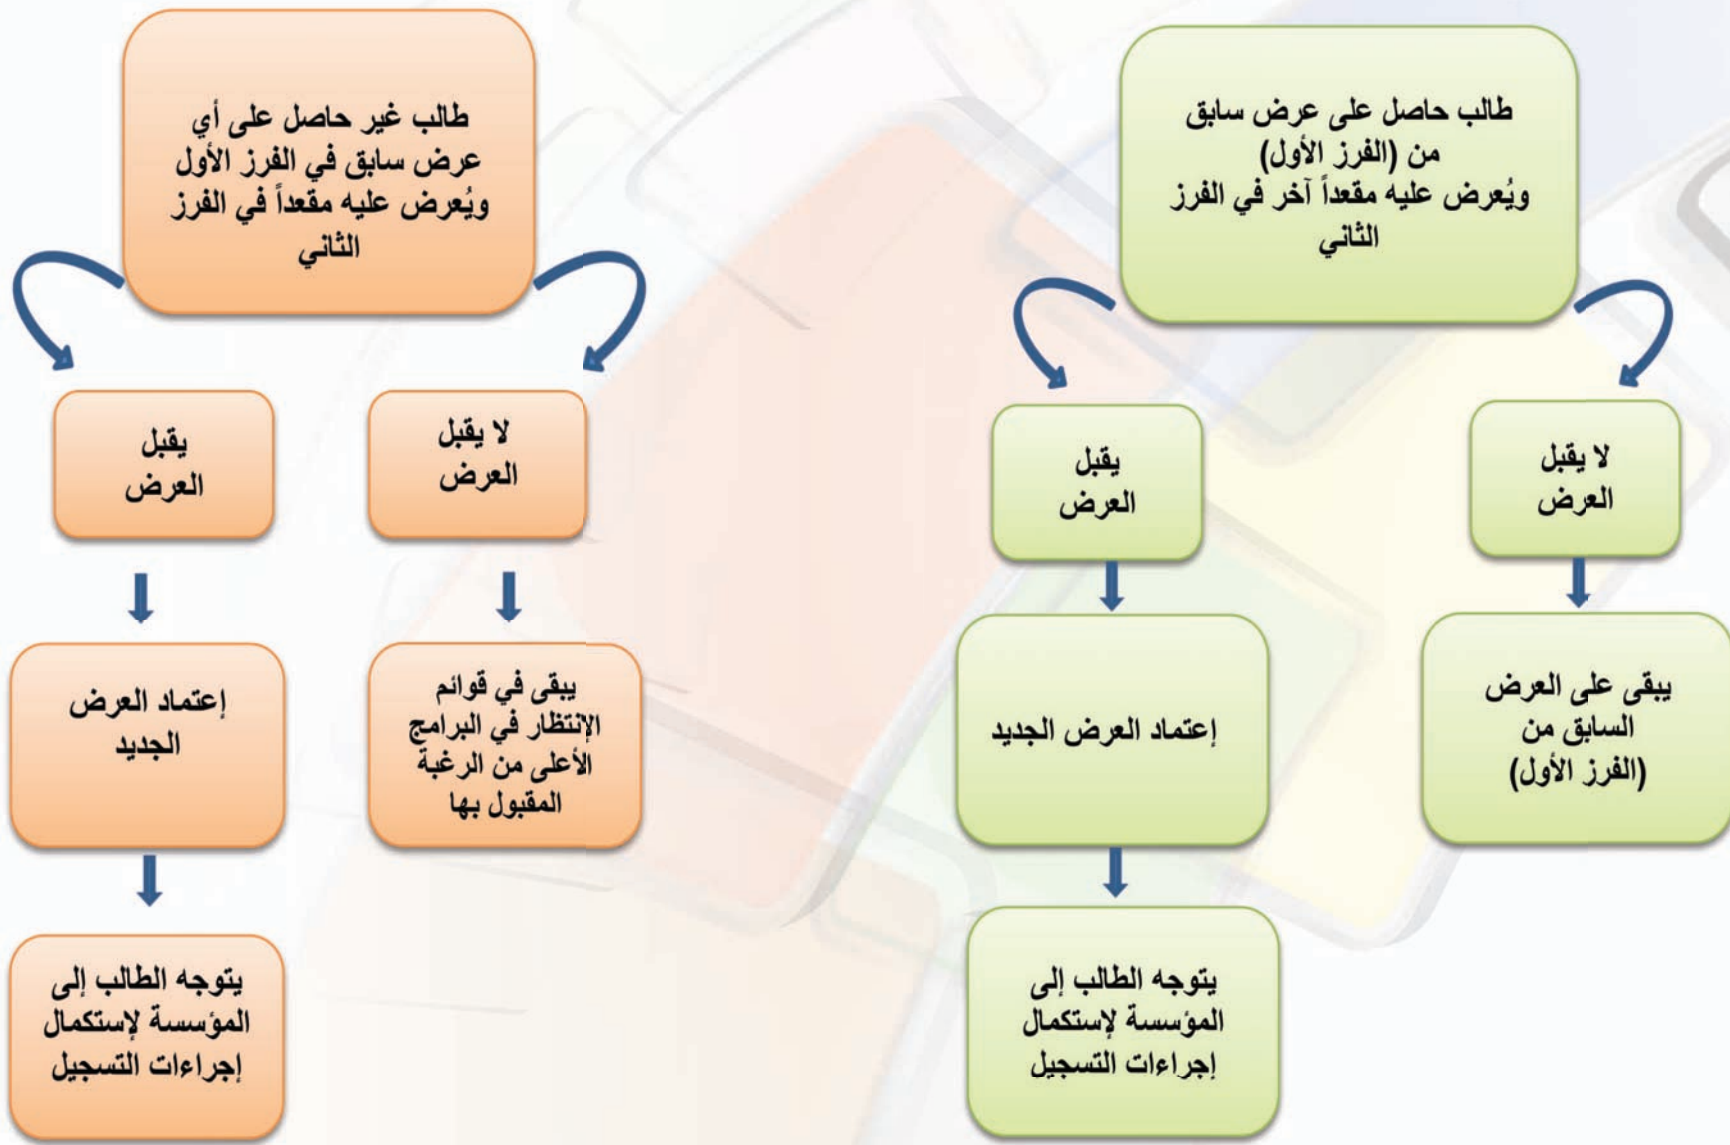 طالب حاصل على عرض سابق
من (الفرز الأول)
ويُعرض عليه مقعداً آخر في الفرز
الثاني
لا يقبل
العرض
يبقى على العرض
السابق من
(الفرز الأول)
يقبل
العرض
إعتماد العرض الجديد
يتوجه الطالب إلى
المؤسسة لإستكمال
إجراءات التسجيل
طالب غير حاصل على أي
عرض سابق في الفرز الأول
ويُعرض عليه مقعداً في الفرز
الثاني
لا يقبل
العرض
يبقى في قوائم
الإنتظار في البرامج
الأعلى من الرغبة
المقبول بها
يقبل
العرض
إعتماد العرض
الجديد
يتوجه الطالب إلى
المؤسسة لإستكمال
إجراءات التسجيل